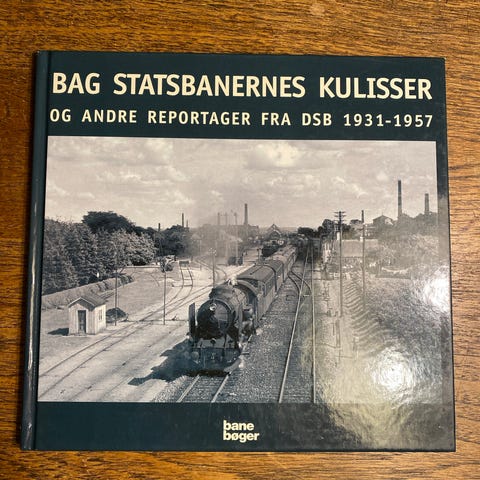 BAG STATSBANERNES KULISSER
OG ANDRE REPORTAGER FRA DSB 1931-1957
bane
bøger